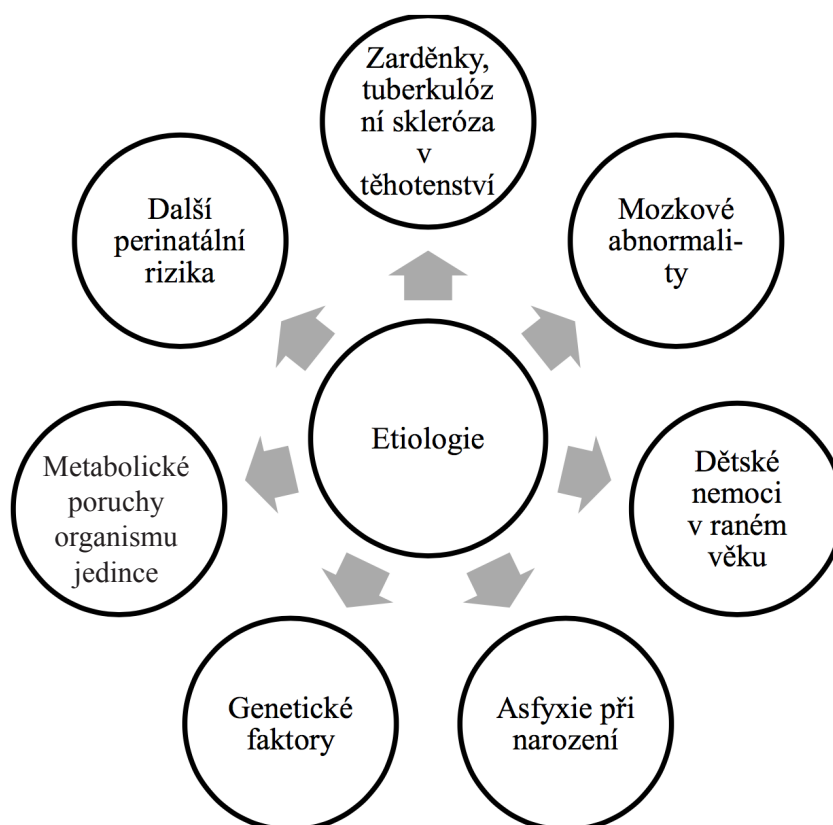 Zarděnky,
tuberkulóz
ní skleróza
v
těhotenství
Mozkové
abnormali-
ty
Dětské
nemoci
v raném
věku
Asfyxie při
narození
Genetické
faktory
Metabolické
poruchy
organismu
jedince
Další
perinatální
rizika
Etiologie